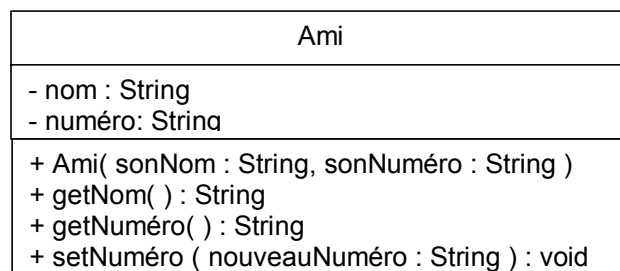 Ami
- nom : String
- numéro: String
+ Ami( sonNom : String, sonNuméro : String )
+ getNom( ) : String
+ getNuméro( ) : String
+ setNuméro ( nouveauNuméro : String ) : void